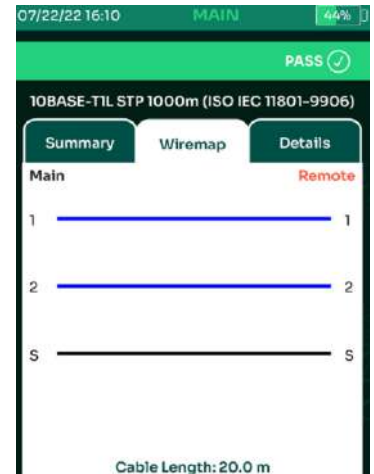 07/22/22 16:10 MAIN 44%
PASS
10BASE-T1L STP 1000m (ISO IEC 11801-9906)
Summary Wiremap Details
Main Remote
1 1
2 2
S S
Cable Length: 20.0 m